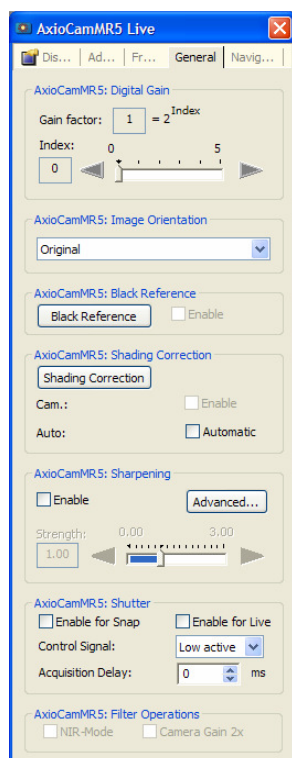 AxioCamMR5 Live
Dis... Ad... Fr... General Navig...
AxioCamMR5: Digital Gain
Gain factor: 1 = 2^Index
Index: 0 5
0
AxioCamMR5: Image Orientation
Original
AxioCamMR5: Black Reference
Black Reference Enable
AxioCamMR5: Shading Correction
Shading Correction
Cam.: Enable
Auto: Automatic
AxioCamMR5: Sharpening
Enable Advanced...
Strength: 0.00 3.00
1.00
AxioCamMR5: Shutter
Enable for Snap Enable for Live
Control Signal: Low active
Acquisition Delay: 0 ms
AxioCamMR5: Filter Operations
NIR-Mode Camera Gain 2x